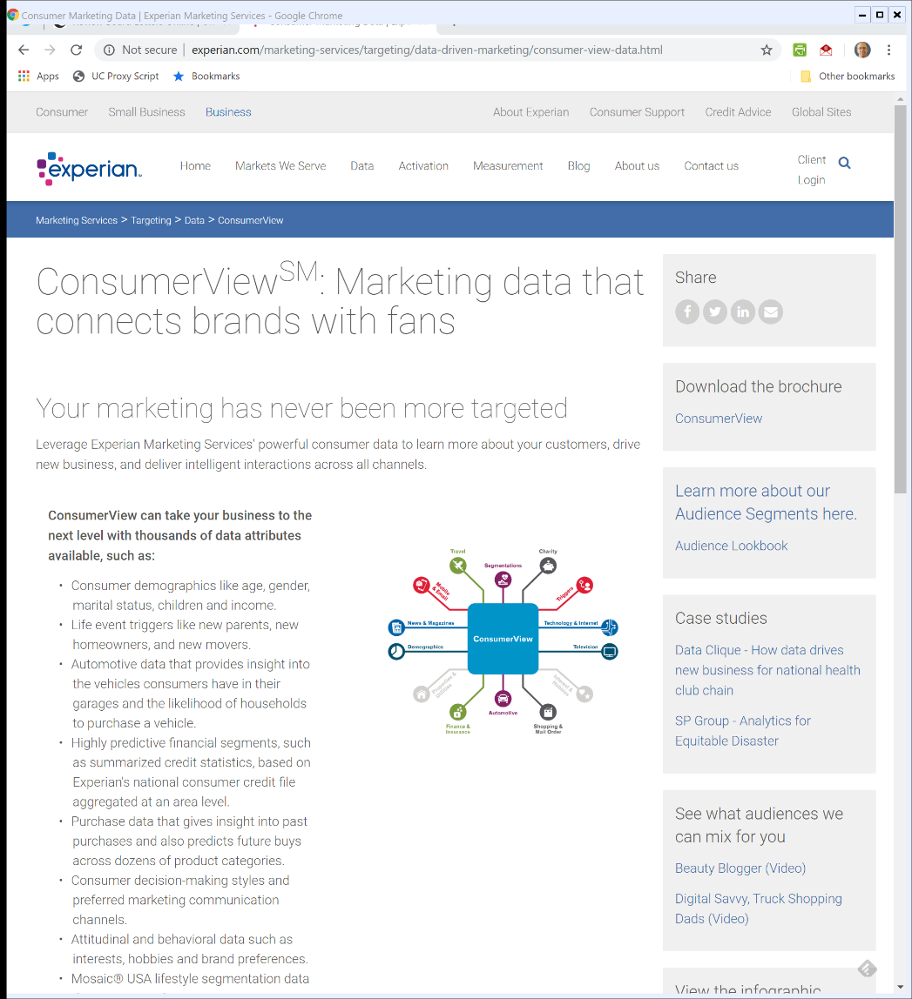 Consumer Marketing Data | Experian Marketing Services - Google Chrome
Not secure | experian.com/marketing-services/targeting/data-driven-marketing/consumer-view-data.html
Apps UC Proxy Script Bookmarks Other bookmarks
Consumer Small Business Business About Experian Consumer Support Credit Advice Global Sites
experian™ Home Markets We Serve Data Activation Measurement Blog About us Contact us
Client
Login
Marketing Services > Targeting > Data > ConsumerView
ConsumerView SM: Marketing data that
connects brands with fans
Your marketing has never been more targeted
Leverage Experian Marketing Services' powerful consumer data to learn more about your customers, drive
new business, and deliver intelligent interactions across all channels.
ConsumerView can take your business to the
next level with thousands of data attributes
available, such as:
• Consumer demographics like age, gender,
marital status, children and income.
• Life event triggers like new parents, new
homeowners, and new movers.
• Automotive data that provides insight into
the vehicles consumers have in their
garages and the likelihood of households
to purchase a vehicle.
• Highly predictive financial segments, such
as summarized credit statistics, based on
Experian's national consumer credit file
aggregated at an area level.
• Purchase data that gives insight into past
purchases and also predicts future buys
across dozens of product categories.
• Consumer decision-making styles and
preferred marketing communication
channels.
• Attitudinal and behavioral data such as
interests, hobbies and brand preferences.
• Mosaic® USA lifestyle segmentation data
Travel
Segmentations
Charity
Mobile
& Email
Triggers
News & Magazines
Technology & Internet
ConsumerView
Demographics
Television
Properties &
Utilities
Interest &
Automotive
Finance &
Insurance
Shopping &
Mail Order
Share
Download the brochure
ConsumerView
Learn more about our
Audience Segments here.
Audience Lookbook
Case studies
Data Clique - How data drives
new business for national health
club chain
SP Group - Analytics for
Equitable Disaster
See what audiences we
can mix for you
Beauty Blogger (Video)
Digital Savvy, Truck Shopping
Dads (Video)
View the infographic